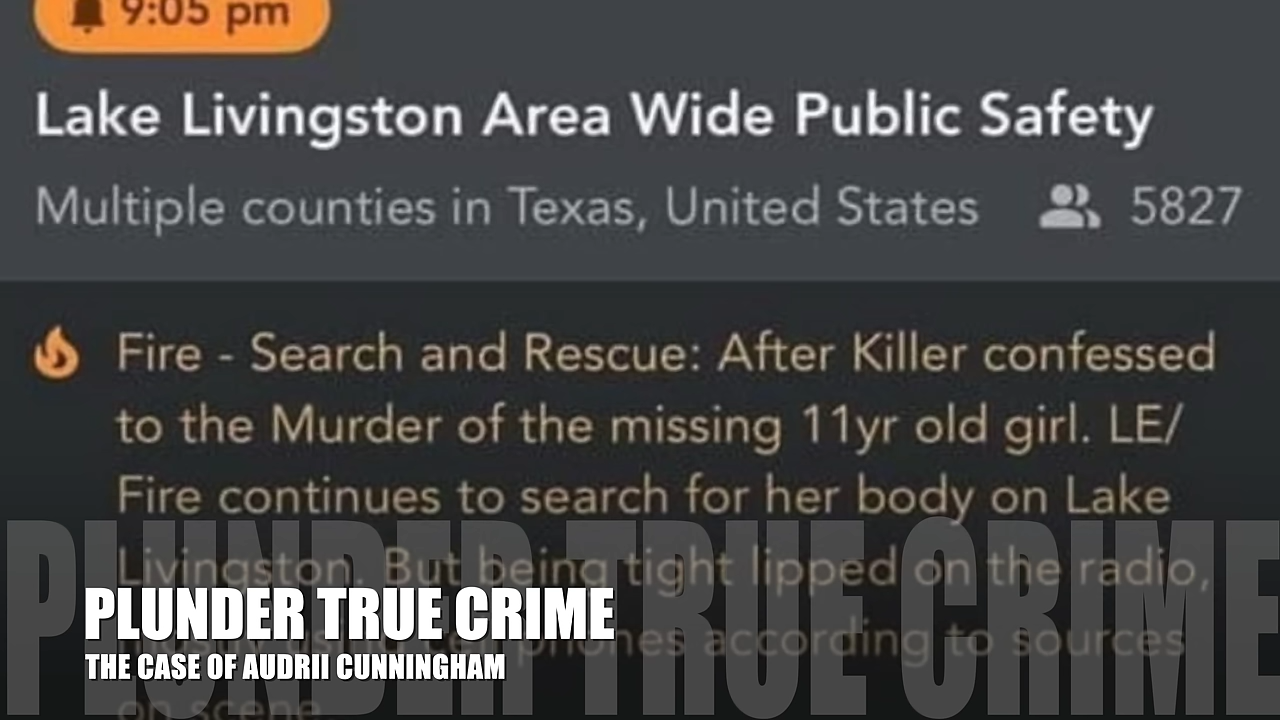 9:05 pm
Lake Livingston Area Wide Public Safety
Multiple counties in Texas, United States 5827
Fire - Search and Rescue: After Killer confessed
to the Murder of the missing 11yr old girl. LE/
Fire continues to search for her body on Lake
Livingston. But being tight lipped on the radio,
phones according to sources
on scene.
PLUNDER TRUE CRIME
PLUNDER TRUE CRIME
THE CASE OF AUDRII CUNNINGHAM